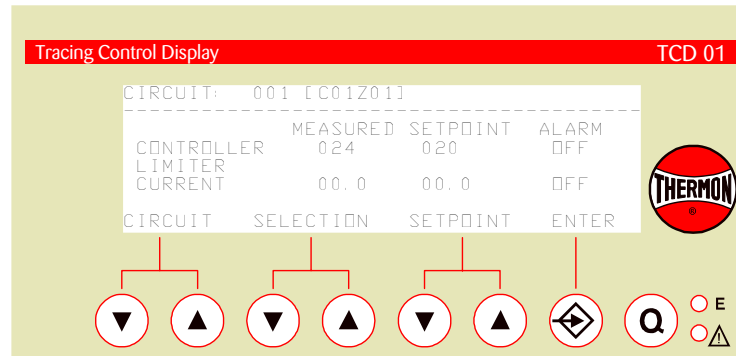 Tracing Control Display TCD 01
CIRCUIT: 001 [C01Z01]
MEASURED SETPOINT ALARM
CONTROLLER 024 020 OFF
LIMITER
CURRENT 00.0 00.0 OFF
CIRCUIT SELECTION SETPOINT ENTER
THERMON
®
Q
E